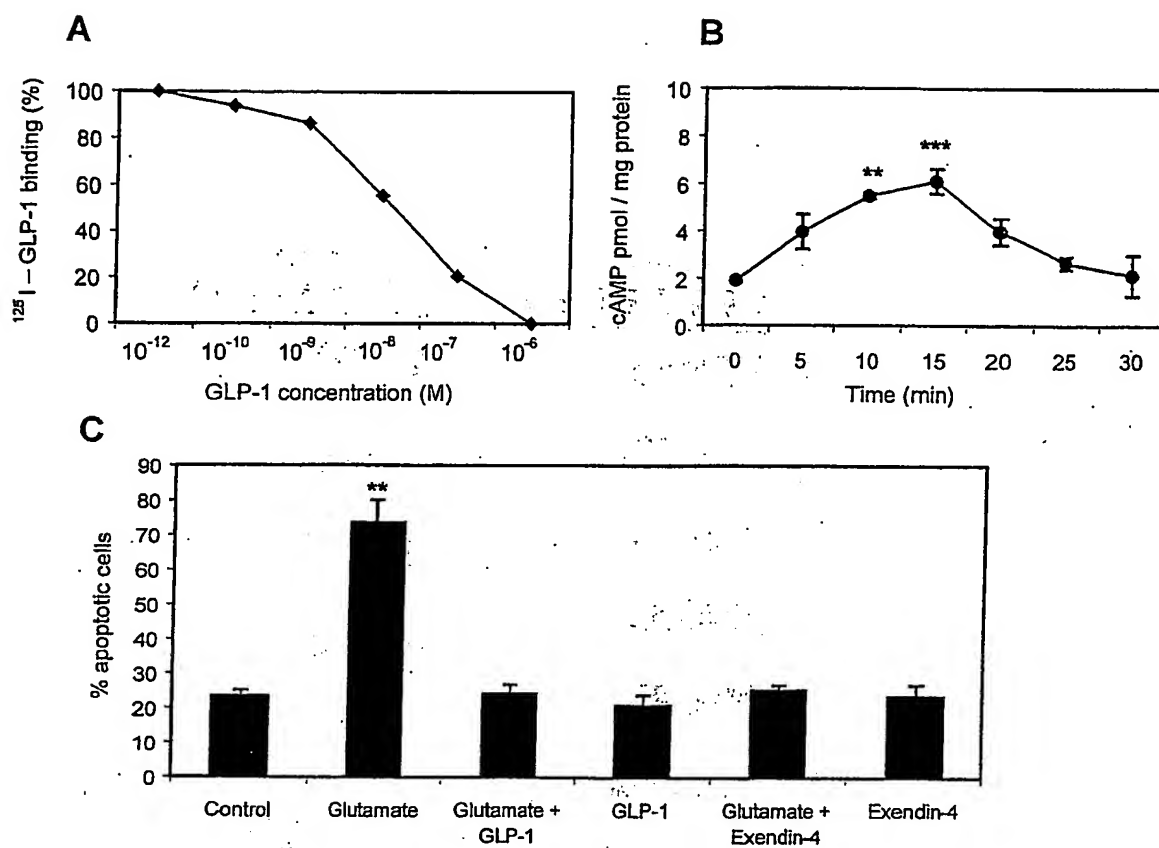 A
¹²⁵I – GLP-1 binding (%)
100
80
60
40
20
0
10⁻¹² 10⁻¹⁰ 10⁻⁹ 10⁻⁸ 10⁻⁷ 10⁻⁶
GLP-1 concentration (M)
B
cAMP pmol / mg protein
10
8
6
4
2
0
** ***
0 5 10 15 20 25 30
Time (min)
C
% apoptotic cells
90
80
70
60
50
40
30
20
10
0
**
Control Glutamate Glutamate + GLP-1 Glutamate + Exendin-4
GLP-1 Exendin-4